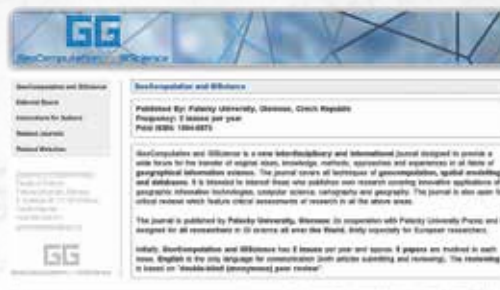 GG
GeoComputation GIScience
GeoComputation and GIScience
Editorial Board
Instructions for Authors
Related Journals
Related Websites
GG
GeoComputation and GIScience
Published By: Palacky University, Olomouc, Czech Republic
Frequency: 2 issues per year
Print ISSN:
GeoComputation and GIScience is a new interdisciplinary and international journal designed to provide a
wide forum for the transfer of original ideas, knowledge, methods, approaches and experiences in all fields of
geographical information science. The journal covers all techniques of geocomputation, spatial modelling
and databases. It is intended to interest those who publishes own research covering innovative applications of
geographic information technologies, computer science, cartography and geography. The journal is also open for
critical reviews which feature critical assessments of research in all the above areas.
The journal is published by Palacky University, Olomouc (in cooperation with Palacky University Press) and
designed for all researchers in GI science all over the World, firstly especially for European researchers.
Initially, GeoComputation and GIScience has 2 issues per year and approx. papers are involved in each
issue. English is the only language for communication (both articles submitting and reviewing). The reviewing
is based on "double-blind (anonymous) peer review".